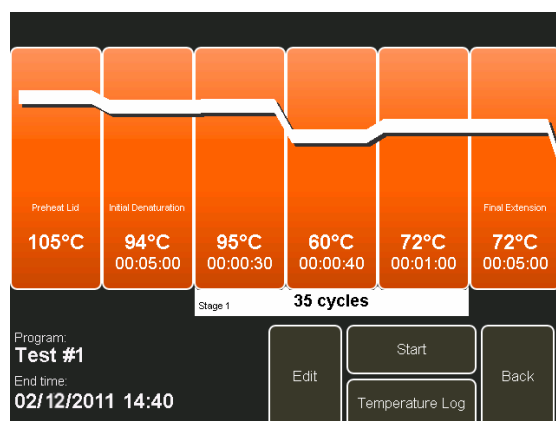 Preheat Lid
105°C
Initial Denaturation
94°C
00:05:00
95°C
00:00:30
60°C
00:00:40
72°C
00:01:00
Final Extension
72°C
00:05:00
Stage 1
35 cycles
Program:
Test #1
End time:
02/12/2011 14:40
Edit
Start
Temperature Log
Back